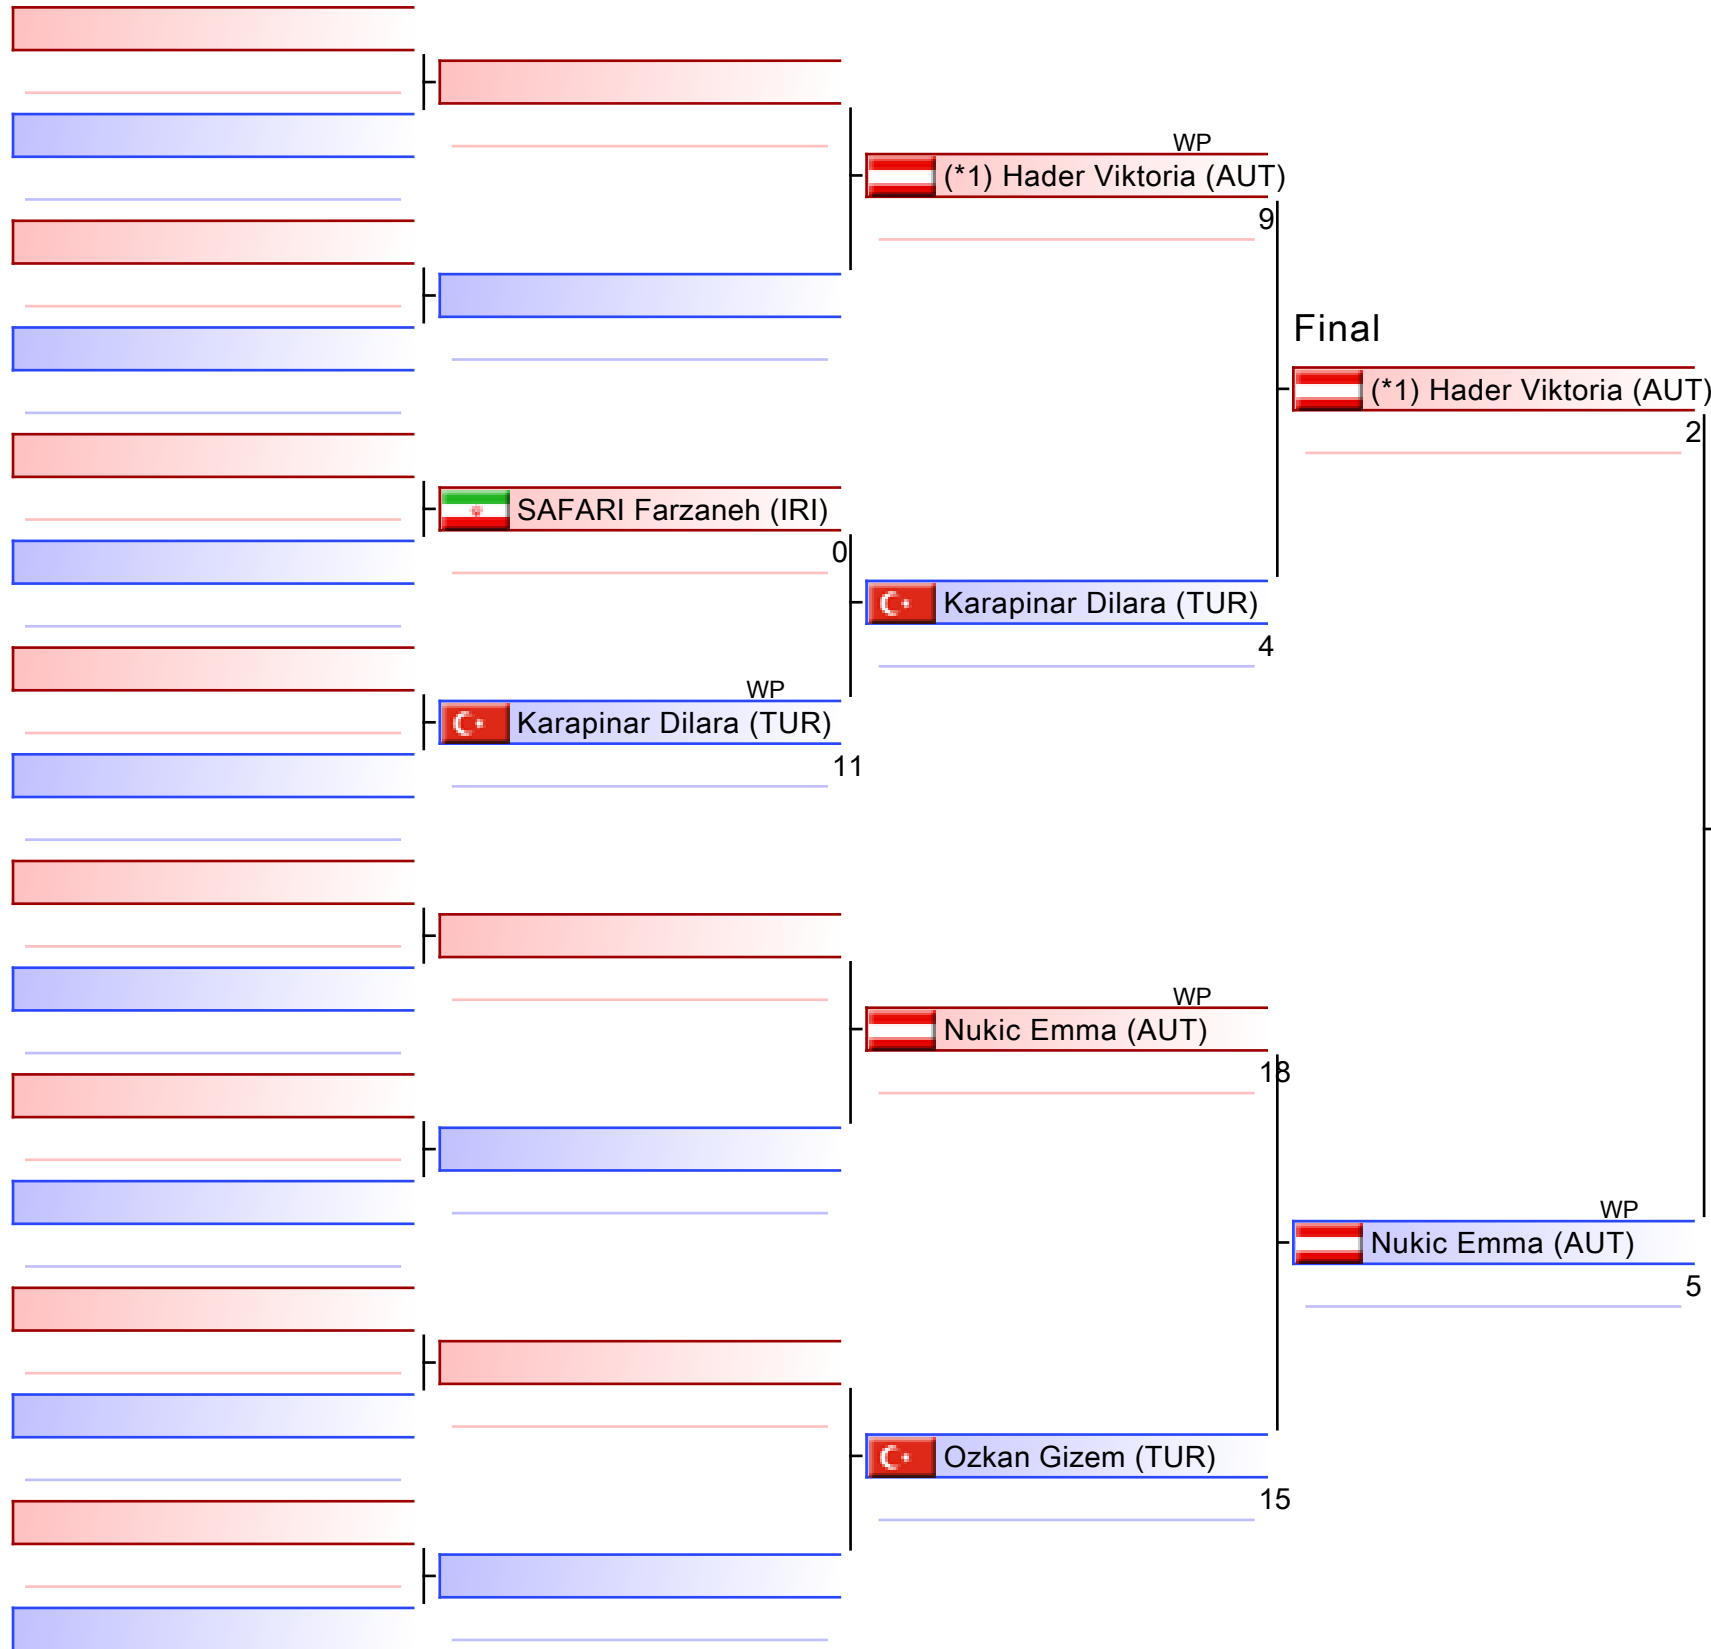 WP
(*1) Hader Viktoria (AUT)
9
Final
(*1) Hader Viktoria (AUT)
2
SAFARI Farzaneh (IRI)
0
Karapinar Dilara (TUR)
4
WP
Karapinar Dilara (TUR)
11
WP
Nukic Emma (AUT)
18
WP
Nukic Emma (AUT)
5
Ozkan Gizem (TUR)
15